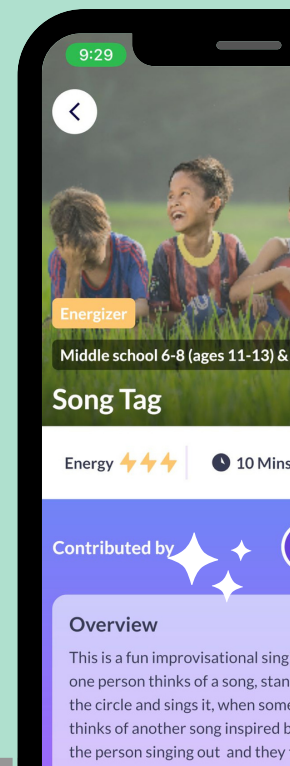 9:29
Energizer
Middle school 6-8 (ages 11-13) &
Song Tag
Energy
10 Mins
Contributed by
Overview
This is a fun improvisational sing
one person thinks of a song, stan
the circle and sings it, when some
thinks of another song inspired b
the person singing out and they